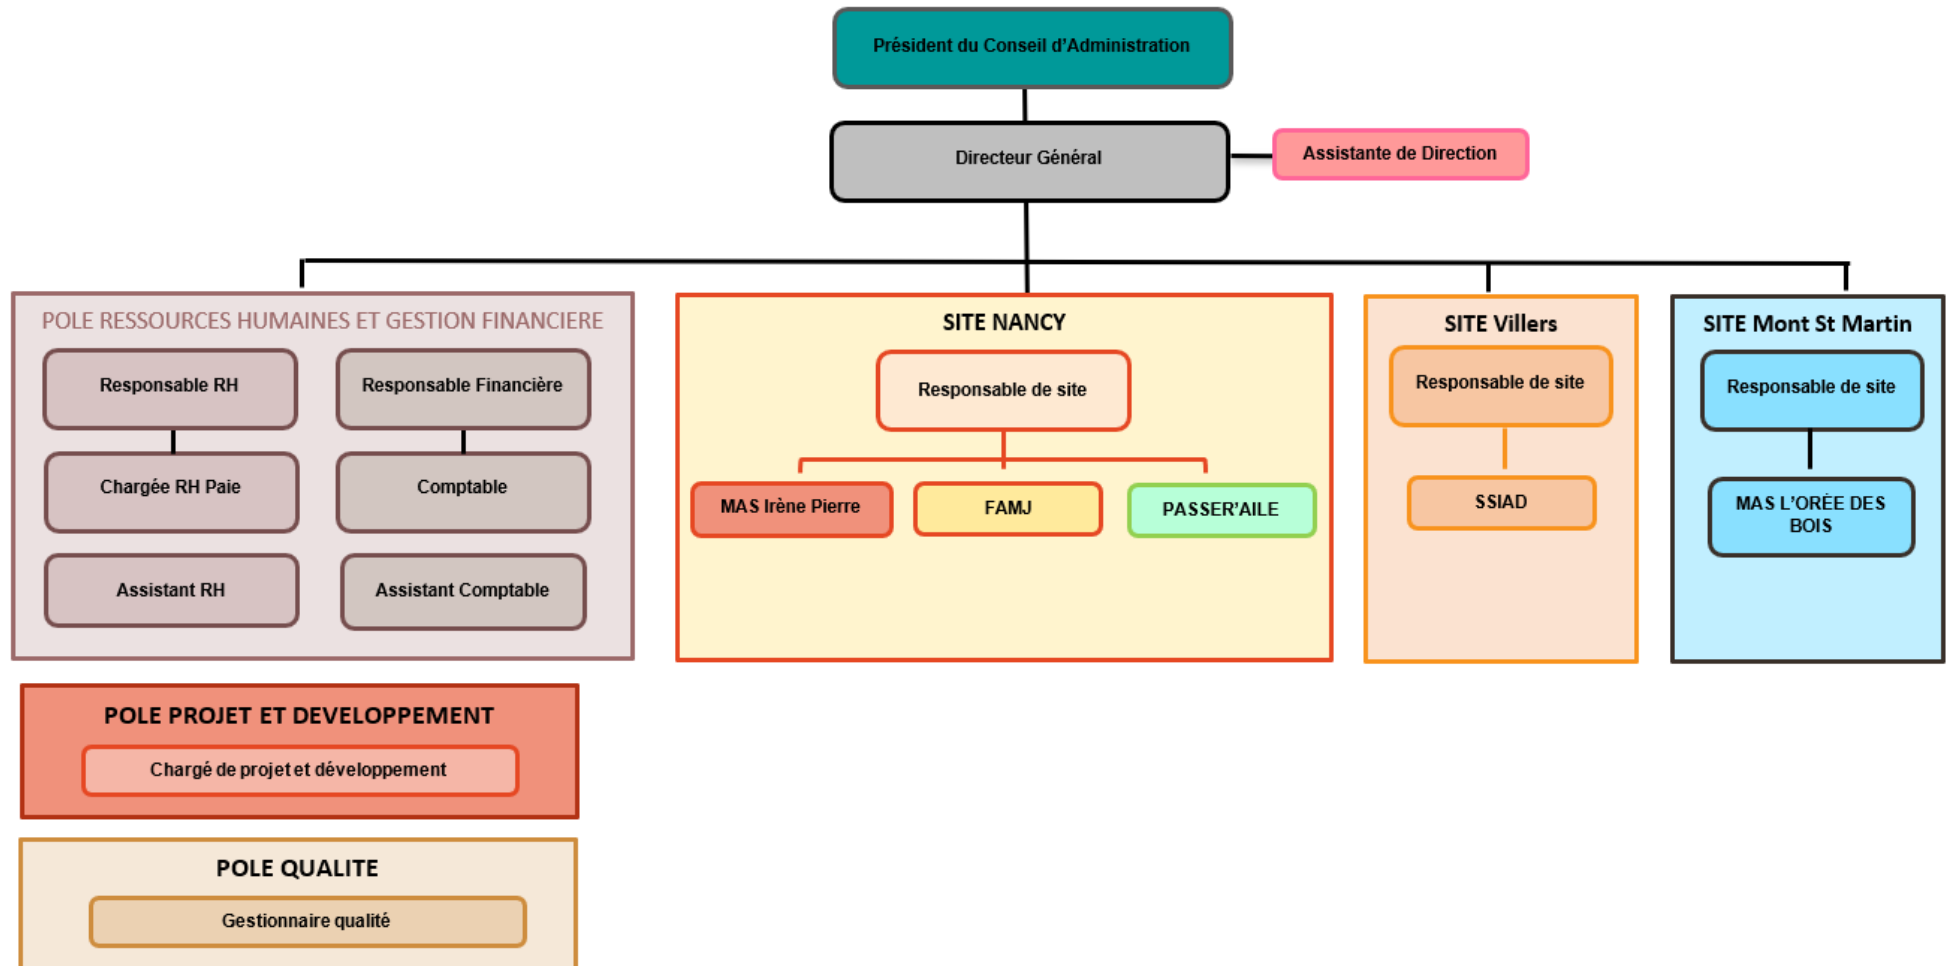 Président du Conseil d’Administration
Directeur Général
Assistante de Direction
POLE RESSOURCES HUMAINES ET GESTION FINANCIERE
Responsable RH
Responsable Financière
Chargée RH Paie
Comptable
Assistant RH
Assistant Comptable
SITE NANCY
Responsable de site
MAS Irène Pierre
FAMJ
PASSER’AILE
SITE Villers
Responsable de site
SSIAD
SITE Mont St Martin
Responsable de site
MAS L’ORÉE DES
BOIS
POLE PROJET ET DEVELOPPEMENT
Chargé de projet et développement
POLE QUALITE
Gestionnaire qualité